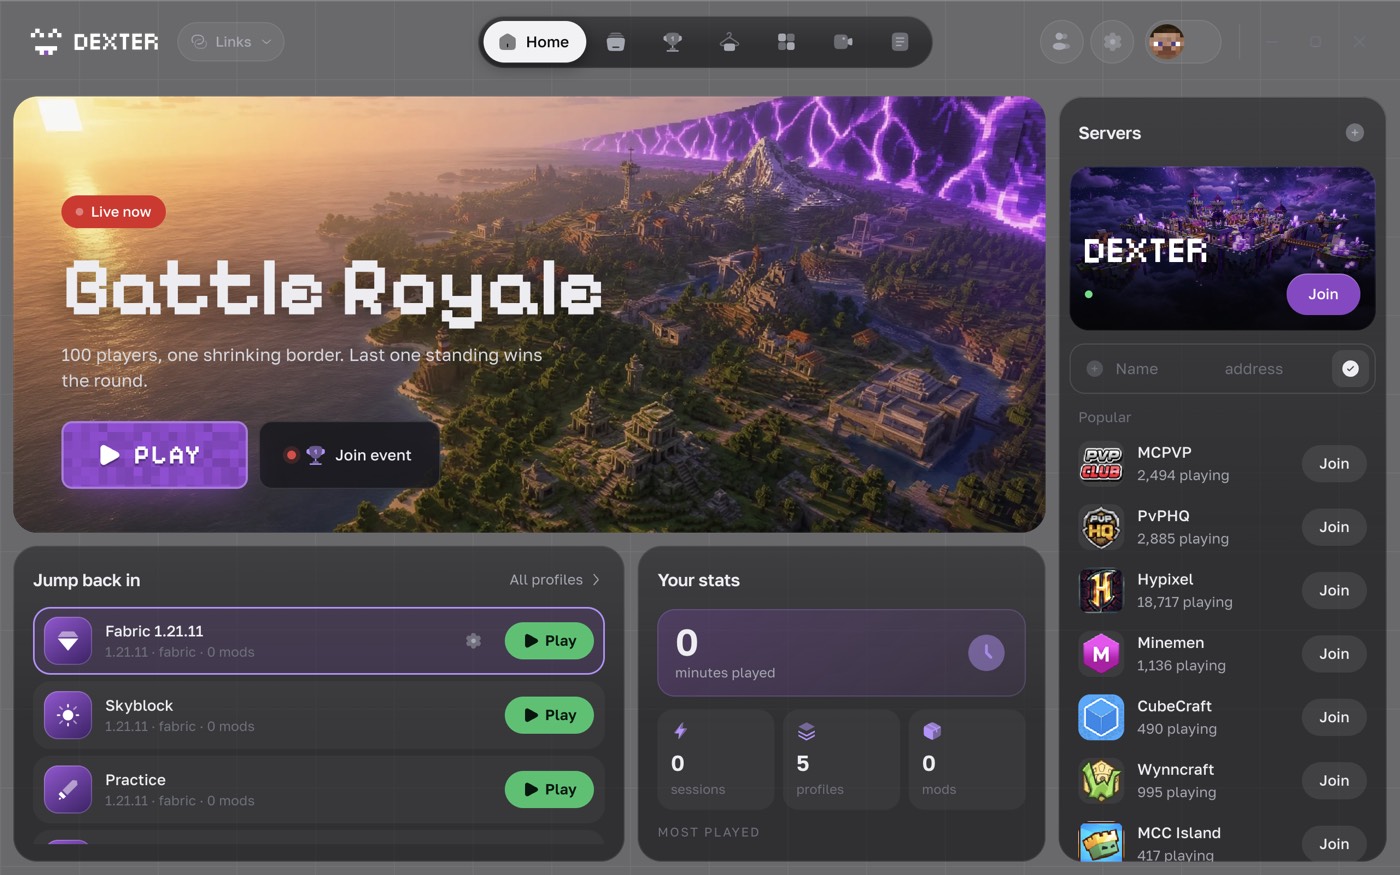 DEXTER
Links
Home
Live now
Battle Royale
100 players, one shrinking border. Last one standing wins
the round.
PLAY
Join event
Jump back in
All profiles
Fabric 1.21.11
1.21.11 · fabric · 0 mods
Play
Skyblock
1.21.11 · fabric · 0 mods
Play
Practice
1.21.11 · fabric · 0 mods
Play
Your stats
0
minutes played
0
sessions
5
profiles
0
mods
MOST PLAYED
Servers
DEXTER
Join
Name
address
Popular
PVP
CLUB
MCPVP
2,494 playing
Join
PVP
HQ
PvPHQ
2,885 playing
Join
H
Hypixel
18,717 playing
Join
M
Minemen
1,136 playing
Join
CubeCraft
490 playing
Join
W
Wynncraft
995 playing
Join
MCC Island
417 playing
Join